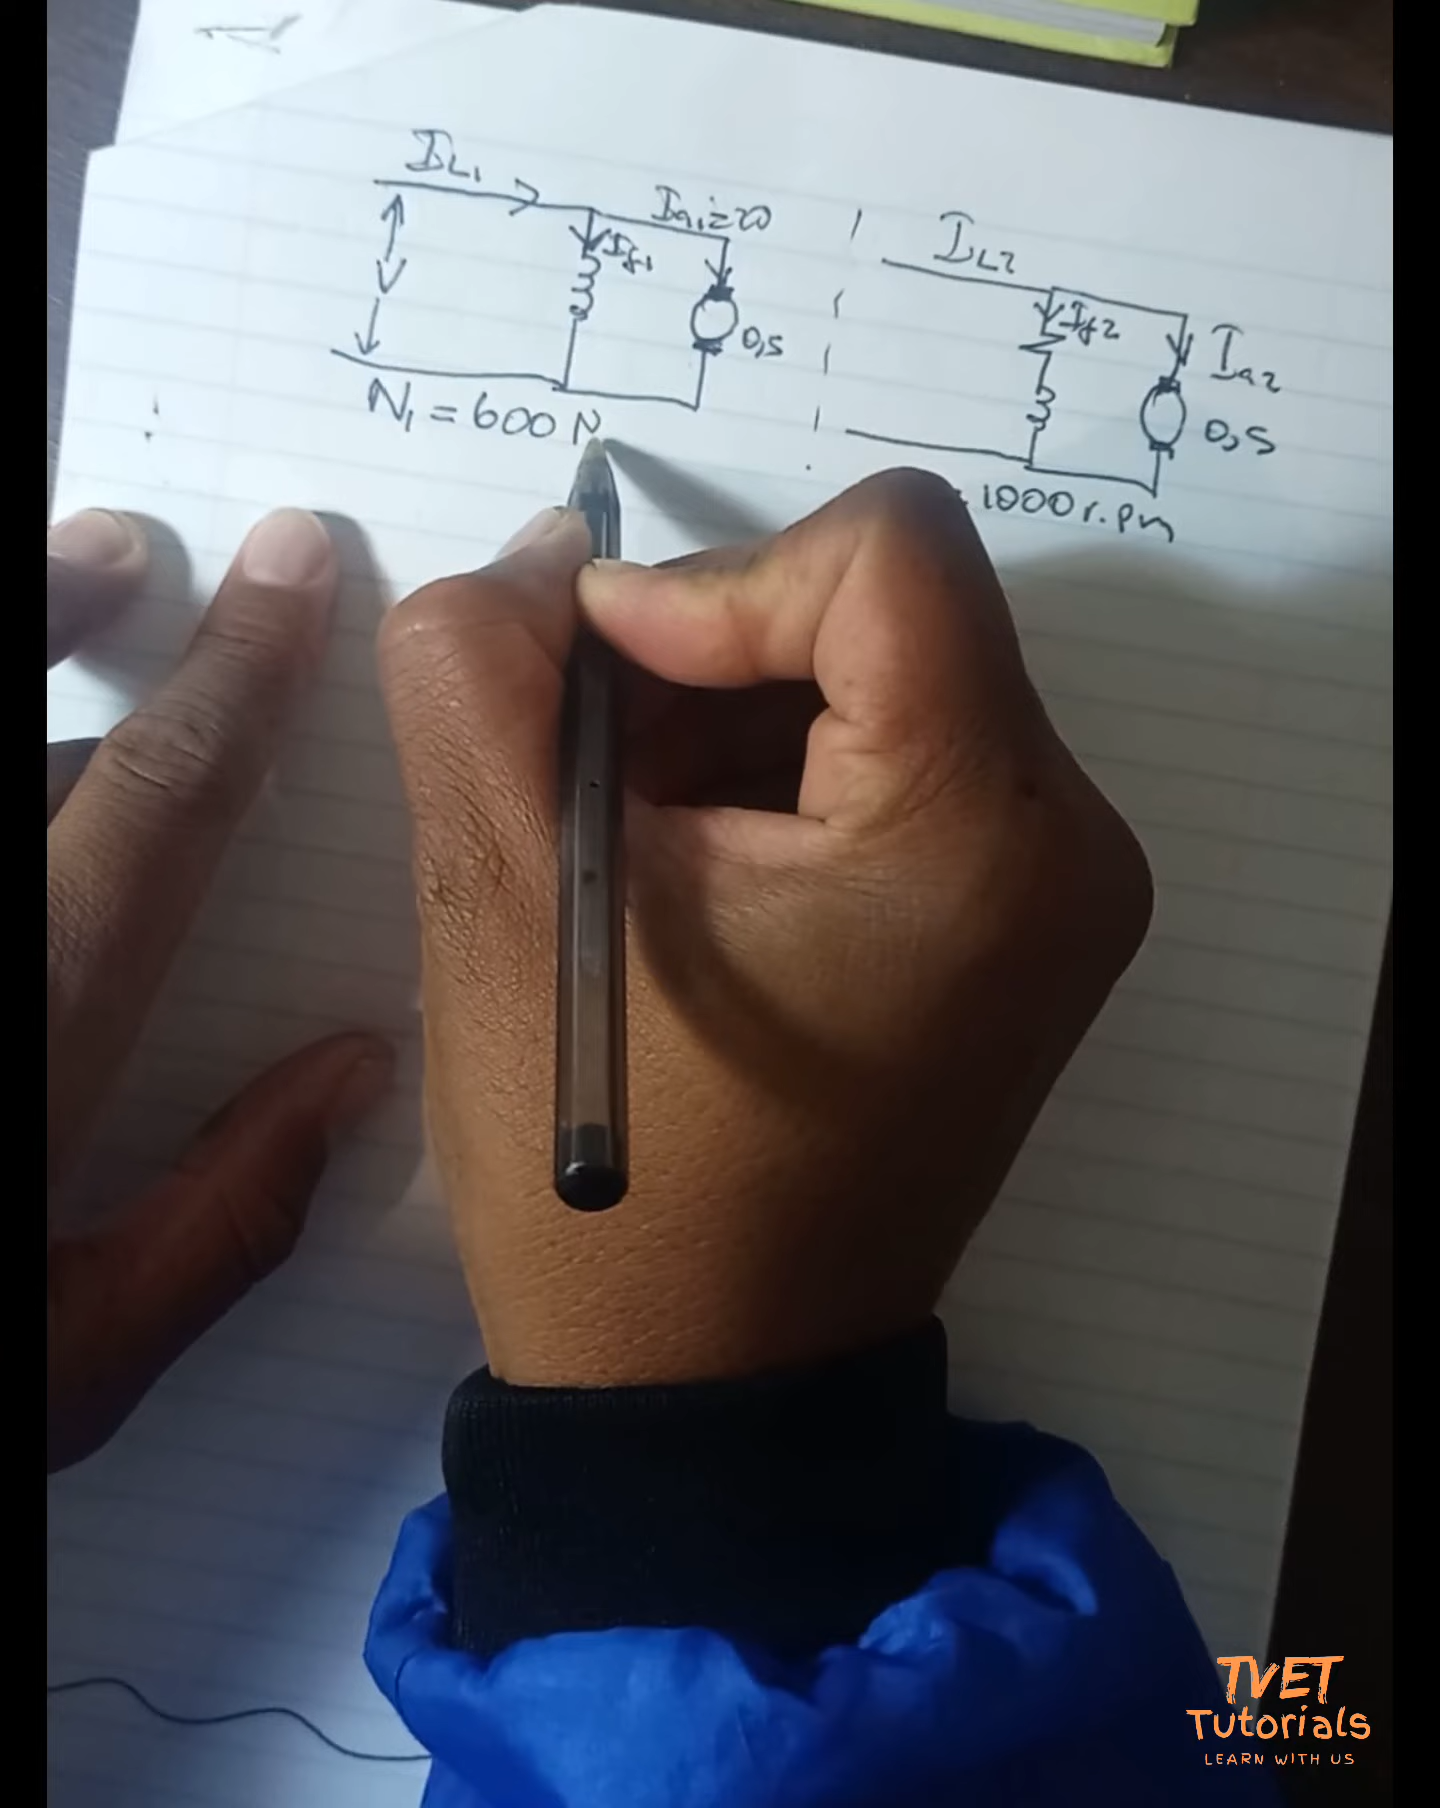 IL1
Ia1=20
If1
V
0,5
N1 = 600 r
IL2
If2
Ia2
0,5
1000 r.pm
TVET
Tutorials
LEARN WITH US